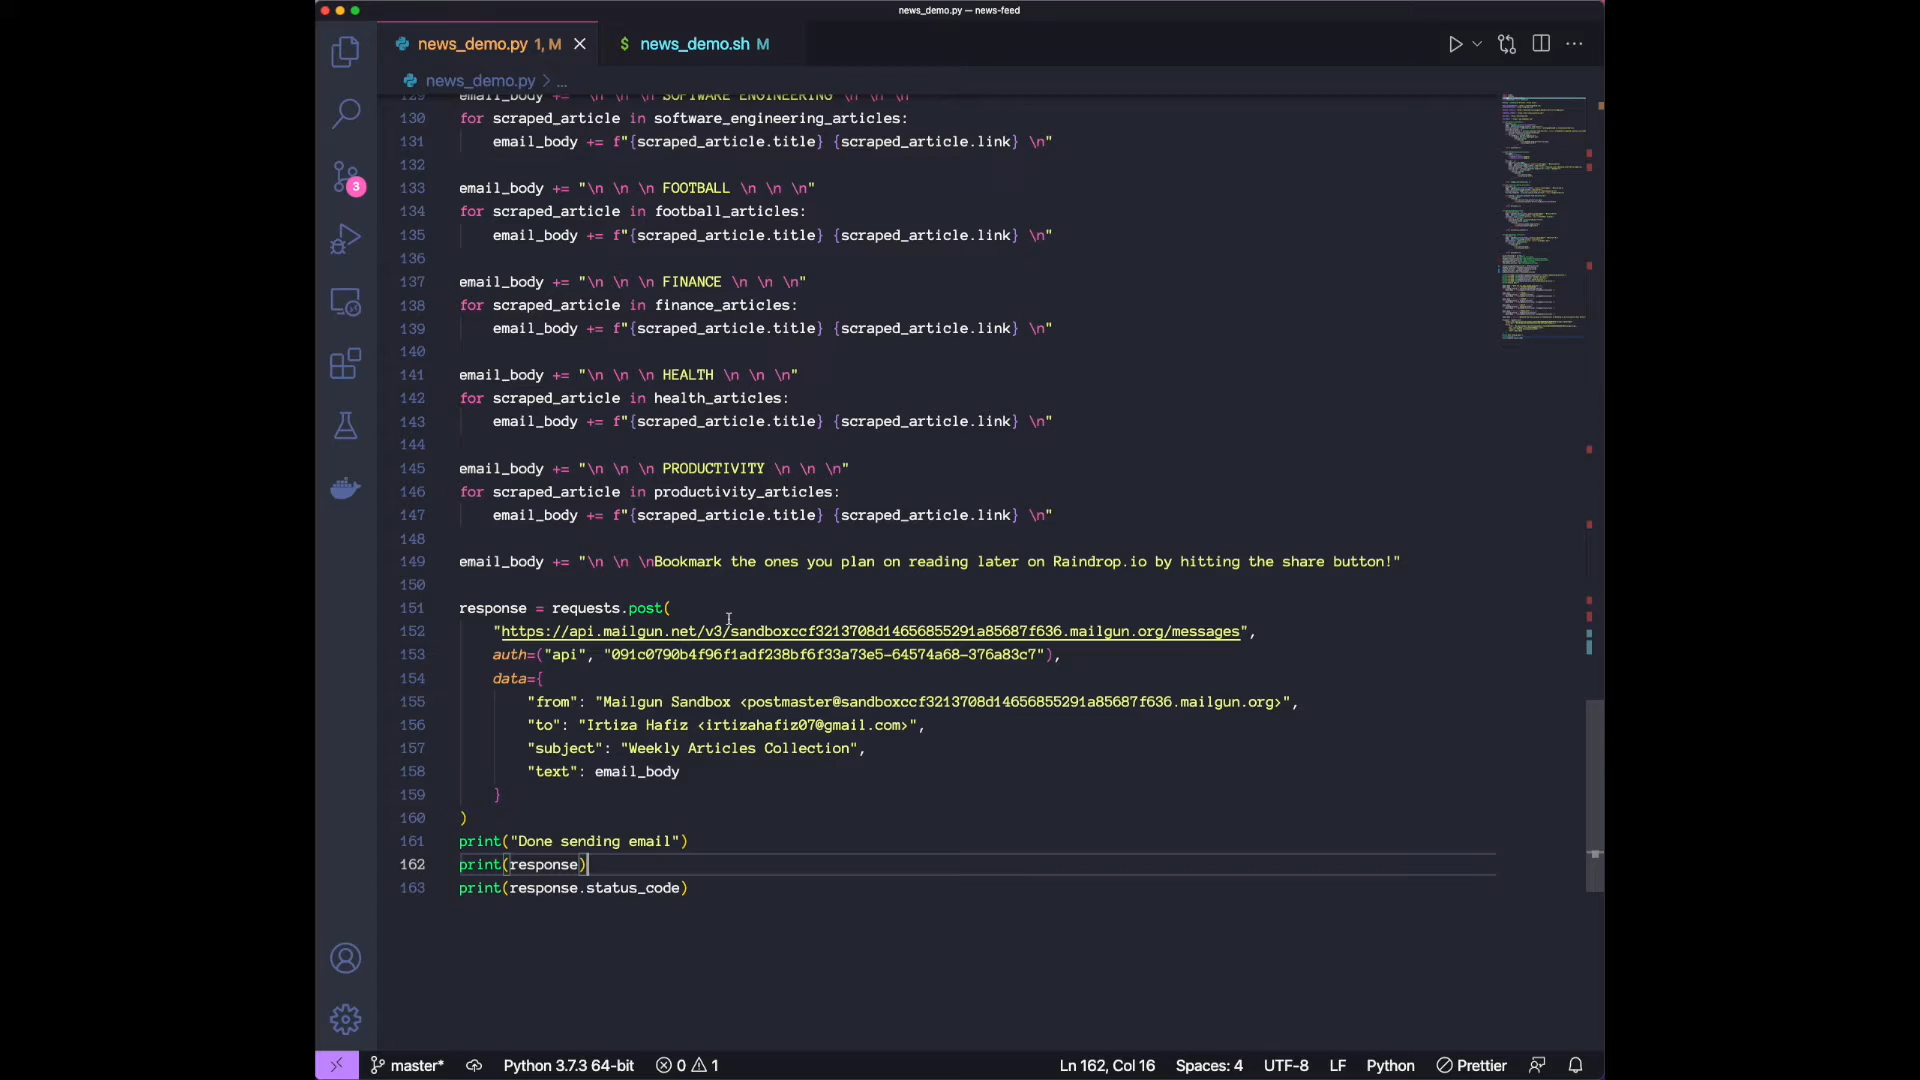 news_demo.py — news-feed
news_demo.py 1, M
$ news_demo.sh M
news_demo.py > ...
129 email_body += "\n \n \n SOFTWARE ENGINEERING \n \n \n"
130 for scraped_article in software_engineering_articles:
131 email_body += f"{scraped_article.title} {scraped_article.link} \n"
132
133 email_body += "\n \n \n FOOTBALL \n \n \n"
134 for scraped_article in football_articles:
135 email_body += f"{scraped_article.title} {scraped_article.link} \n"
136
137 email_body += "\n \n \n FINANCE \n \n \n"
138 for scraped_article in finance_articles:
139 email_body += f"{scraped_article.title} {scraped_article.link} \n"
140
141 email_body += "\n \n \n HEALTH \n \n \n"
142 for scraped_article in health_articles:
143 email_body += f"{scraped_article.title} {scraped_article.link} \n"
144
145 email_body += "\n \n \n PRODUCTIVITY \n \n \n"
146 for scraped_article in productivity_articles:
147 email_body += f"{scraped_article.title} {scraped_article.link} \n"
148
149 email_body += "\n \n \nBookmark the ones you plan on reading later on Raindrop.io by hitting the share button!"
150
151 response = requests.post(
152 "https://api.mailgun.net/v3/sandboxccf3213708d14656855291a85687f636.mailgun.org/messages",
153 auth=("api", "091c0790b4f96f1adf238bf6f33a73e5-64574a68-376a83c7"),
154 data={
155 "from": "Mailgun Sandbox <postmaster@sandboxccf3213708d14656855291a85687f636.mailgun.org>",
156 "to": "Irtiza Hafiz <irtizahafiz07@gmail.com>",
157 "subject": "Weekly Articles Collection",
158 "text": email_body
159 }
160 )
161 print("Done sending email")
162 print(response)
163 print(response.status_code)
3
master* Python 3.7.3 64-bit 0 1 Ln 162, Col 16 Spaces: 4 UTF-8 LF Python Prettier